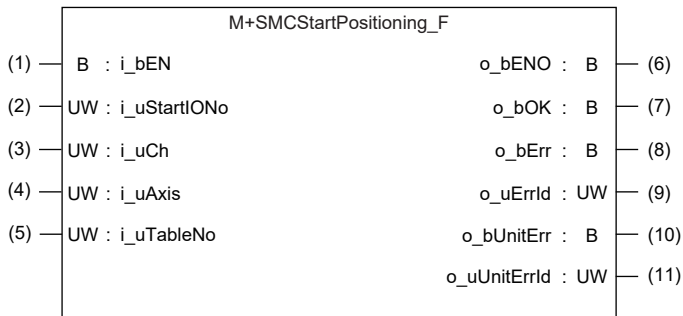 M+SMCStartPositioning_F
(1) B : i_bEN o_bENO : B (6)
(2) UW : i_uStartIONo o_bOK : B (7)
(3) UW : i_uCh o_bErr : B (8)
(4) UW : i_uAxis o_uErrId : UW (9)
(5) UW : i_uTableNo o_bUnitErr : B (10)
o_uUnitErrId : UW (11)